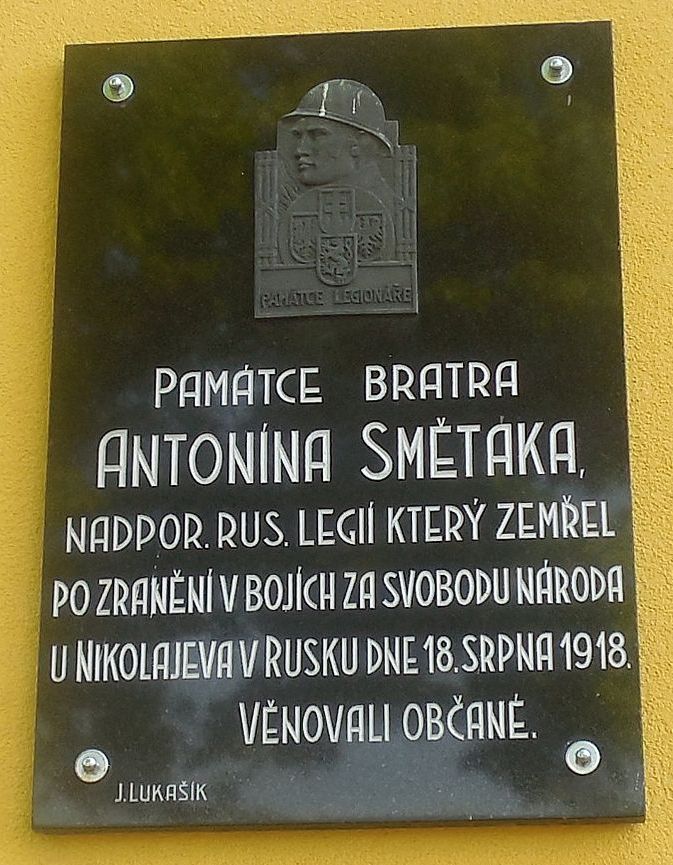 PAMÁTCE LEGIONÁŘE
PAMÁTCE BRATRA
ANTONÍNA SMĚTÁKA,
NADPOR. RUS. LEGIÍ KTERÝ ZEMŘEL
PO ZRANĚNÍ V BOJÍCH ZA SVOBODU NÁRODA
U NIKOLAJEVA V RUSKU DNE 18. SRPNA 1918.
VĚNOVALI OBČANÉ.
J. LUKAŠÍK